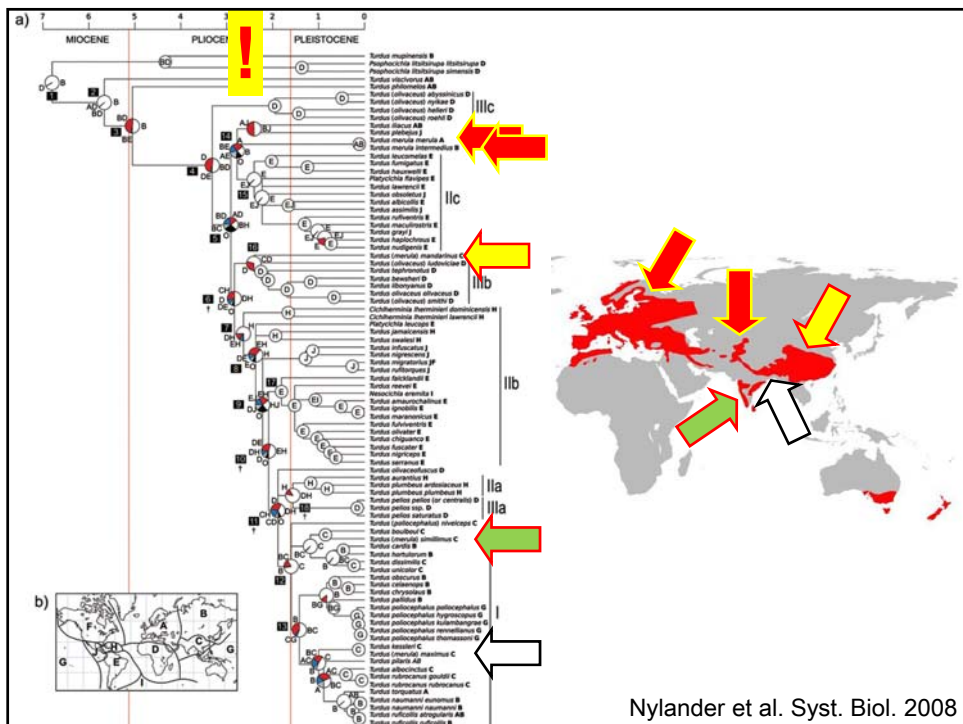 a)
7 6 5 4 3 2 1 0
MIOCENE PLIOCENE PLEISTOCENE
!
Turdus mupinensis B
Psophocichla litsitsirupa litsitsirupa D
Psophocichla litsitsirupa simensis D
Turdus viscivorus AB
Turdus philomelos AB
Turdus (olivaceus) abyssinicus D
Turdus (olivaceus) nyikae D
Turdus (olivaceus) helleri D
Turdus (olivaceus) roehli D
IIIc
Turdus iliacus AB
Turdus plebejus J
Turdus merula merula A
Turdus merula intermedius B
Turdus leucomelas E
Turdus fumigatus E
Turdus hauxwelli E
Platycichla flavipes E
Turdus lawrencii E
Turdus obsoletus J
Turdus albicollis E
Turdus assimilis J
Turdus rufiventris E
Turdus maculirostris E
Turdus grayi J
Turdus haplochrous E
Turdus nudigenis E
IIc
Turdus (merula) mandarinus C
Turdus (olivaceus) ludoviciae D
Turdus tephronotus D
Turdus bewsheri D
Turdus libonyanus D
Turdus olivaceus olivaceus D
Turdus (olivaceus) smithi D
IIIb
Cichlherminia lherminieri dominicensis H
Cichlherminia lherminieri lawrencii H
Platycichla leucops E
Turdus jamaicensis H
Turdus swalesi H
Turdus infuscatus J
Turdus nigrescens J
Turdus migratorius JF
Turdus rufitorques J
Turdus falcklandii E
Turdus reevei E
Nesocichla eremita I
Turdus amaurochalinus E
Turdus ignobilis E
Turdus maranonicus E
Turdus fulviventris E
Turdus olivater E
Turdus chiguanco E
Turdus fuscater E
Turdus nigriceps E
Turdus serranus E
IIb
Turdus olivaceofuscus D
Turdus aurantius H
Turdus plumbeus ardosiaceus H
Turdus plumbeus plumbeus H
IIa
Turdus pelios pelios (or centralis) D
Turdus pelios ssp. D
Turdus pelios saturatus D
IIIa
Turdus (poliocephalus) niveiceps C
Turdus boulboul C
Turdus (merula) simillimus C
Turdus cardis B
Turdus hortulorum B
Turdus dissimilis C
Turdus unicolor C
Turdus obscurus B
Turdus celaenops B
Turdus chrysolaus B
Turdus pallidus B
Turdus poliocephalus poliocephalus G
Turdus poliocephalus hygroscopus G
Turdus poliocephalus kulambangrae G
Turdus poliocephalus rennellianus G
Turdus poliocephalus thomassoni G
Turdus kessleri C
Turdus (merula) maximus C
Turdus pilaris AB
Turdus albocinctus C
Turdus rubrocanus gouldii C
Turdus rubrocanus rubrocanus C
Turdus torquatus A
Turdus naumanni eunomus B
Turdus naumanni naumanni B
Turdus ruficollis atrogularis AB
Turdus ruficollis ruficollis B
I
b)
F A B
G H D C G
E
I
Nylander et al. Syst. Biol. 2008